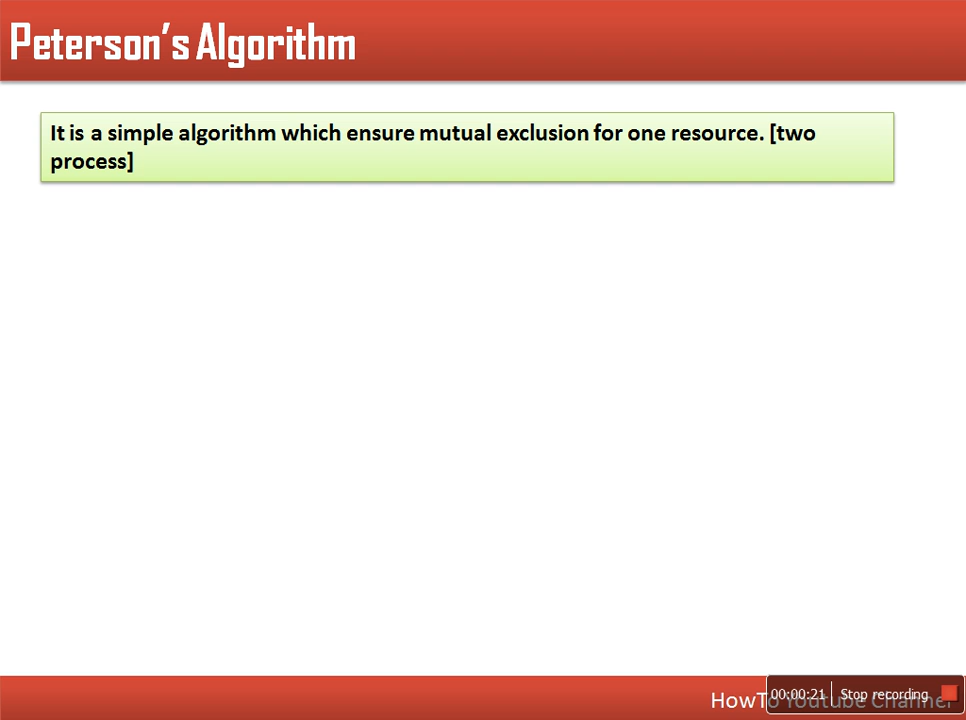 Peterson's Algorithm
It is a simple algorithm which ensure mutual exclusion for one resource. [two
process]
HowTo Youtube Channel
00:00:21 Stop recording